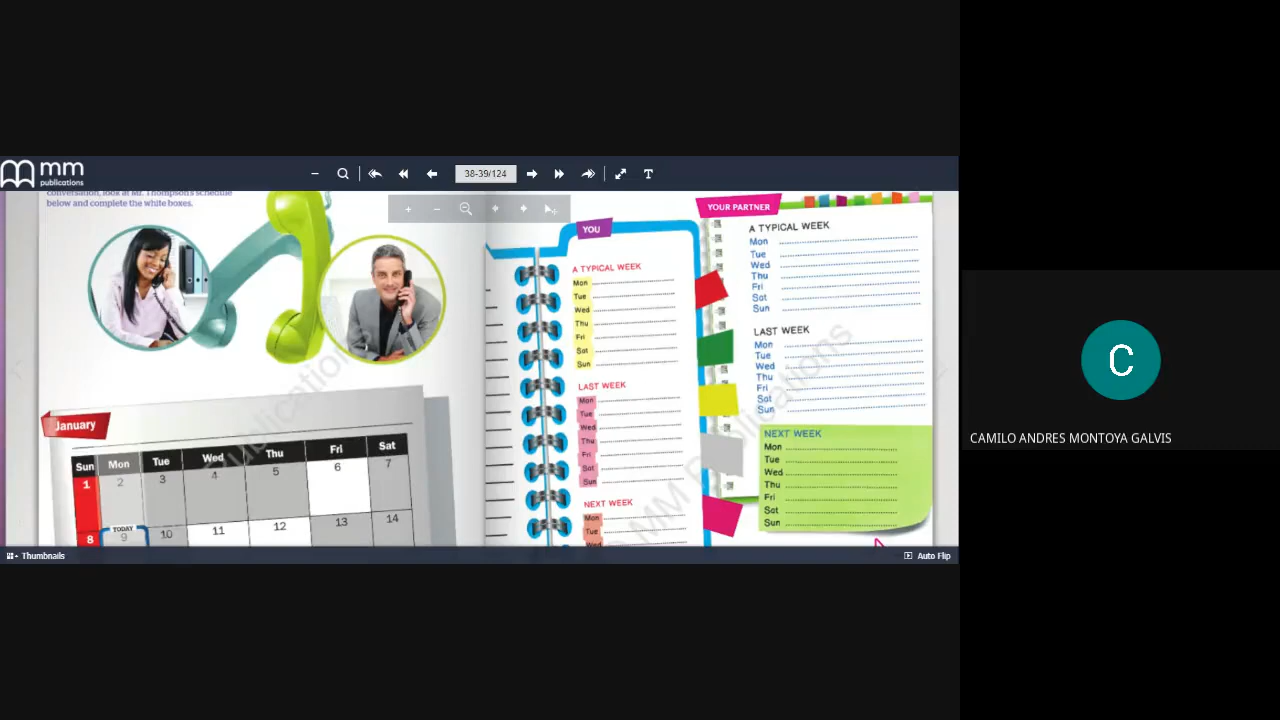 mm
publications
38-39/124
T
conversation, look at Mr. Thompson's schedule
below and complete the white boxes.
January
Sun Mon Tue Wed Thu Fri Sat
1 2 3 4 5 6 7
TODAY
8 9 10 11 12 13 14
YOU
A TYPICAL WEEK
Mon
Tue
Wed
Thu
Fri
Sat
Sun
LAST WEEK
Mon
Tue
Wed
Thu
Fri
Sat
Sun
NEXT WEEK
Mon
Tue
Wed
YOUR PARTNER
A TYPICAL WEEK
Mon
Tue
Wed
Thu
Fri
Sat
Sun
LAST WEEK
Mon
Tue
Wed
Thu
Fri
Sat
Sun
NEXT WEEK
Mon
Tue
Wed
Thu
Fri
Sat
Sun
MM Publications
Thumbnails
Auto Flip
C
CAMILO ANDRES MONTOYA GALVIS